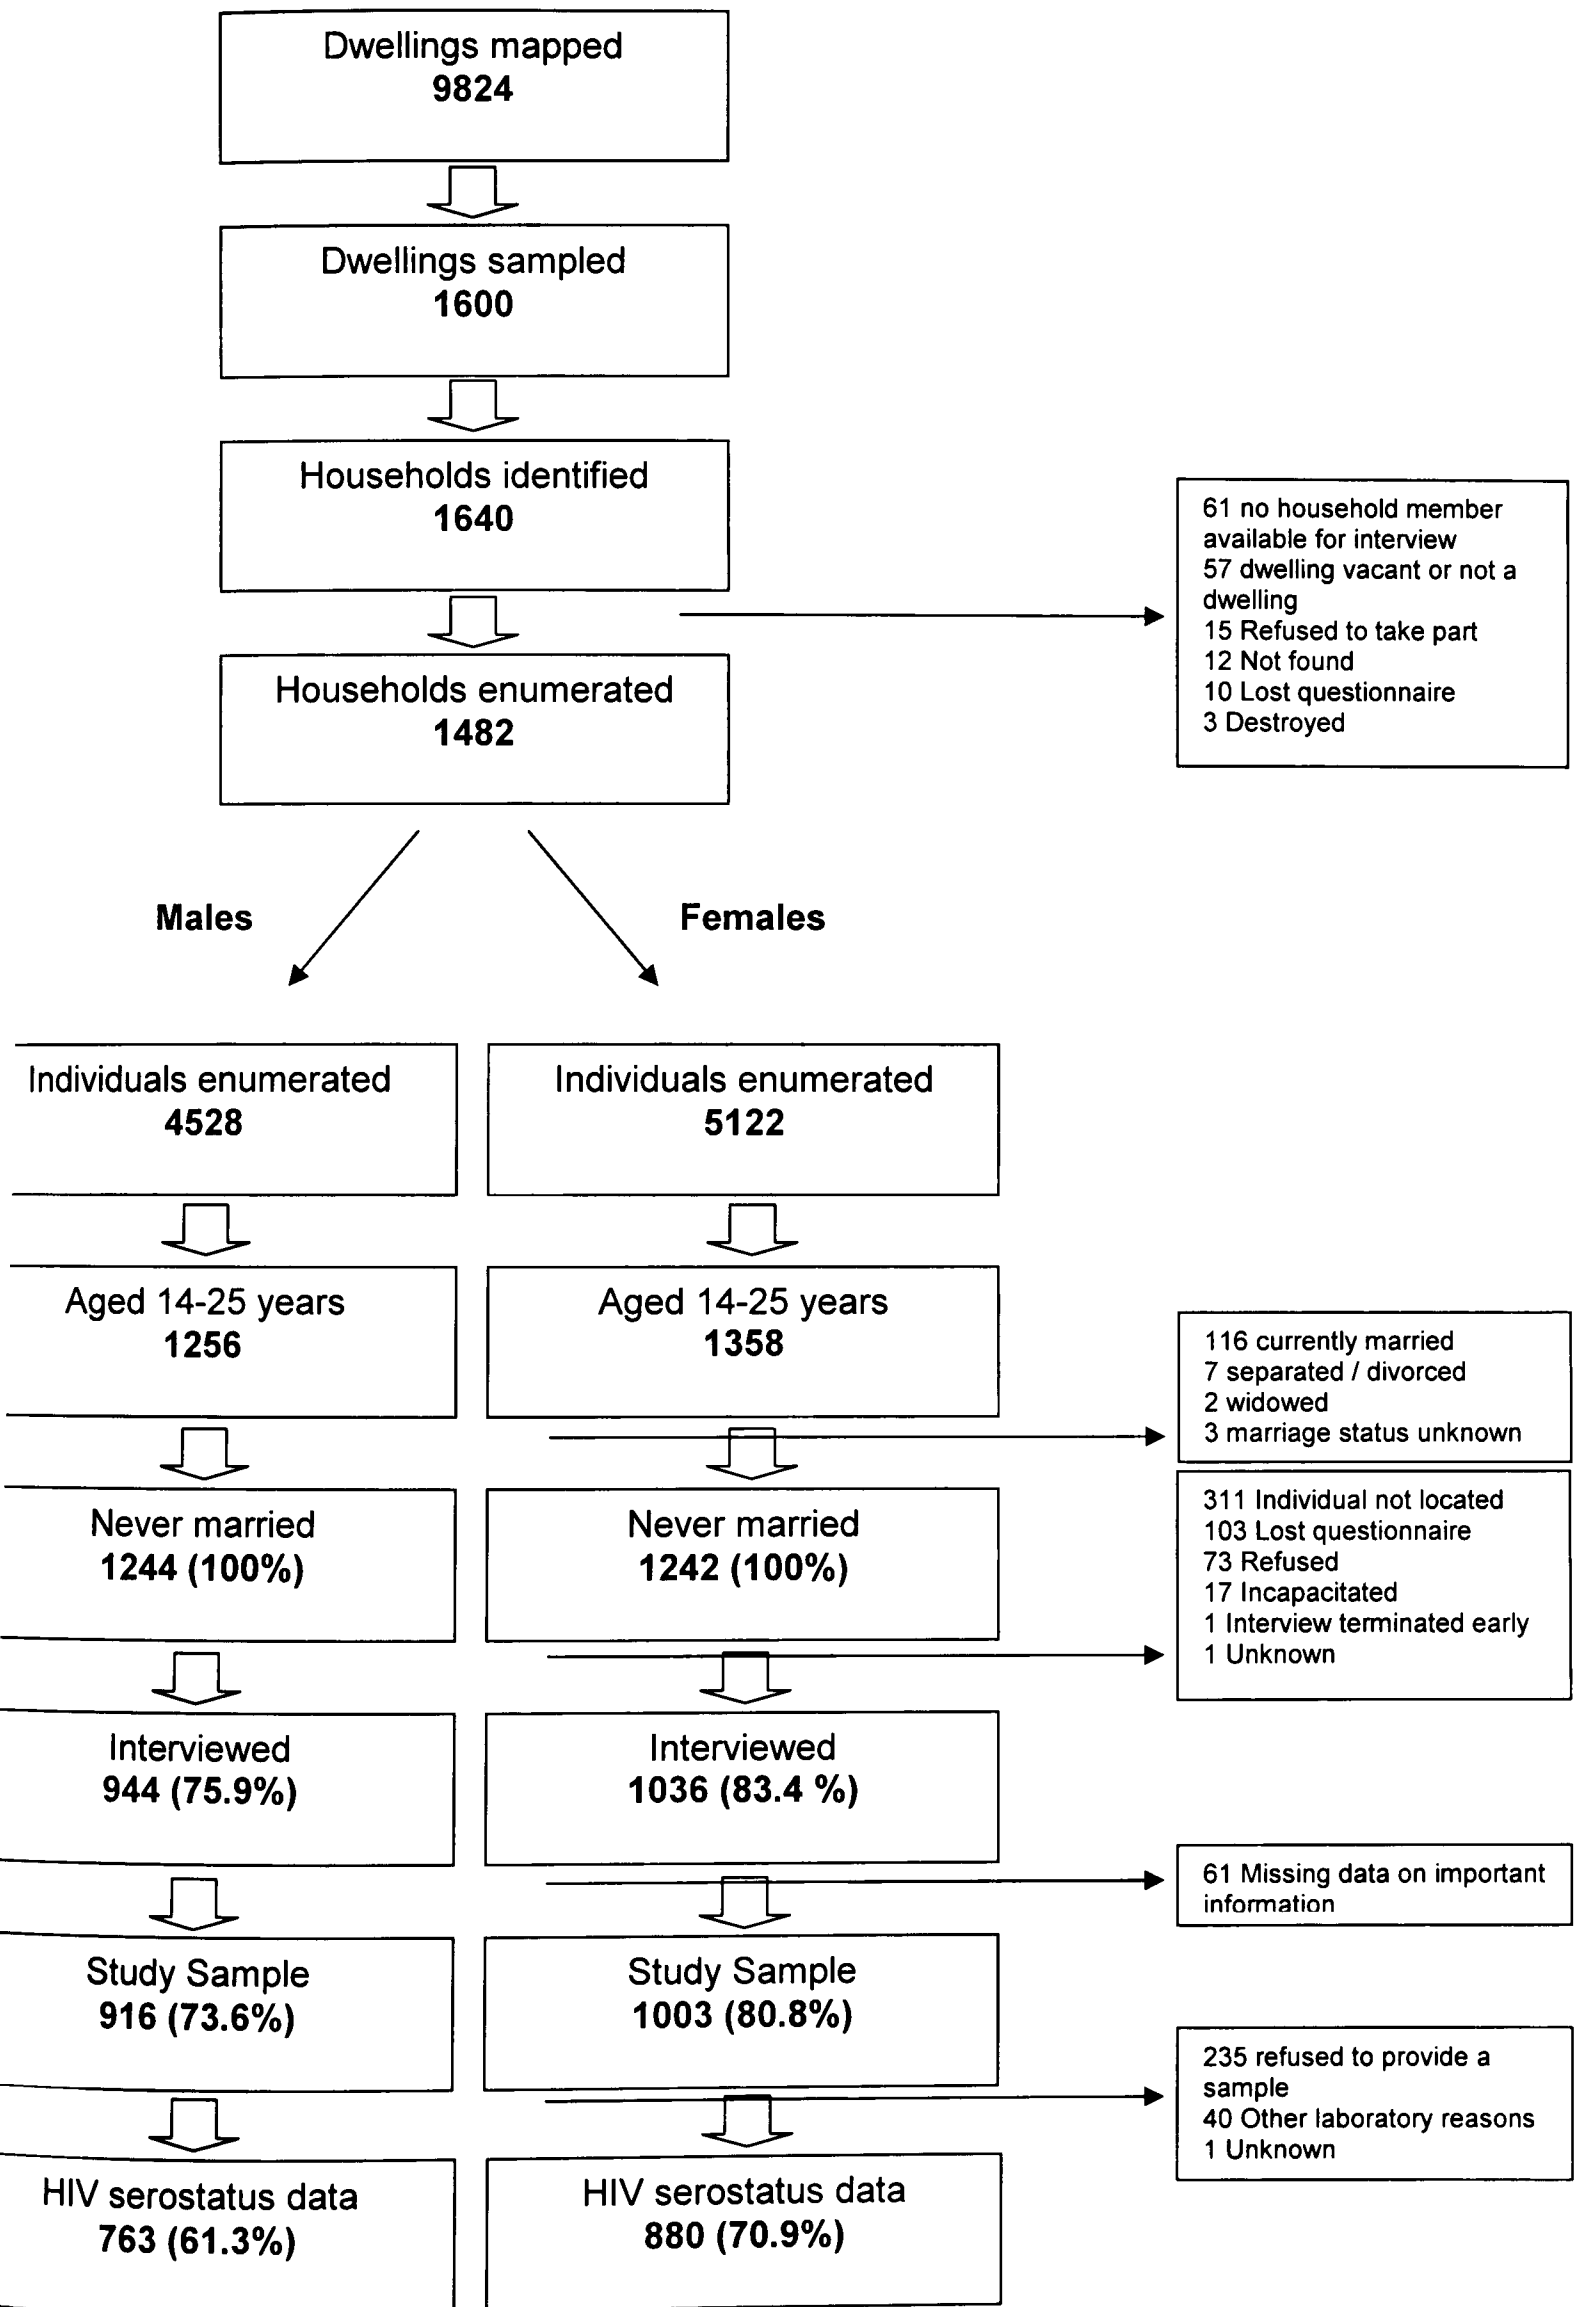 Dwellings mapped
9824
Dwellings sampled
1600
Households identified
1640
61 no household member
available for interview
57 dwelling vacant or not a
dwelling
15 Refused to take part
12 Not found
10 Lost questionnaire
3 Destroyed
Households enumerated
1482
Males
Females
Individuals enumerated
4528
Individuals enumerated
5122
Aged 14-25 years
1256
Aged 14-25 years
1358
116 currently married
7 separated / divorced
2 widowed
3 marriage status unknown
Never married
1244 (100%)
Never married
1242 (100%)
311 Individual not located
103 Lost questionnaire
73 Refused
17 Incapacitated
1 Interview terminated early
1 Unknown
Interviewed
944 (75.9%)
Interviewed
1036 (83.4 %)
61 Missing data on important
information
Study Sample
916 (73.6%)
Study Sample
1003 (80.8%)
235 refused to provide a
sample
40 Other laboratory reasons
1 Unknown
HIV serostatus data
763 (61.3%)
HIV serostatus data
880 (70.9%)